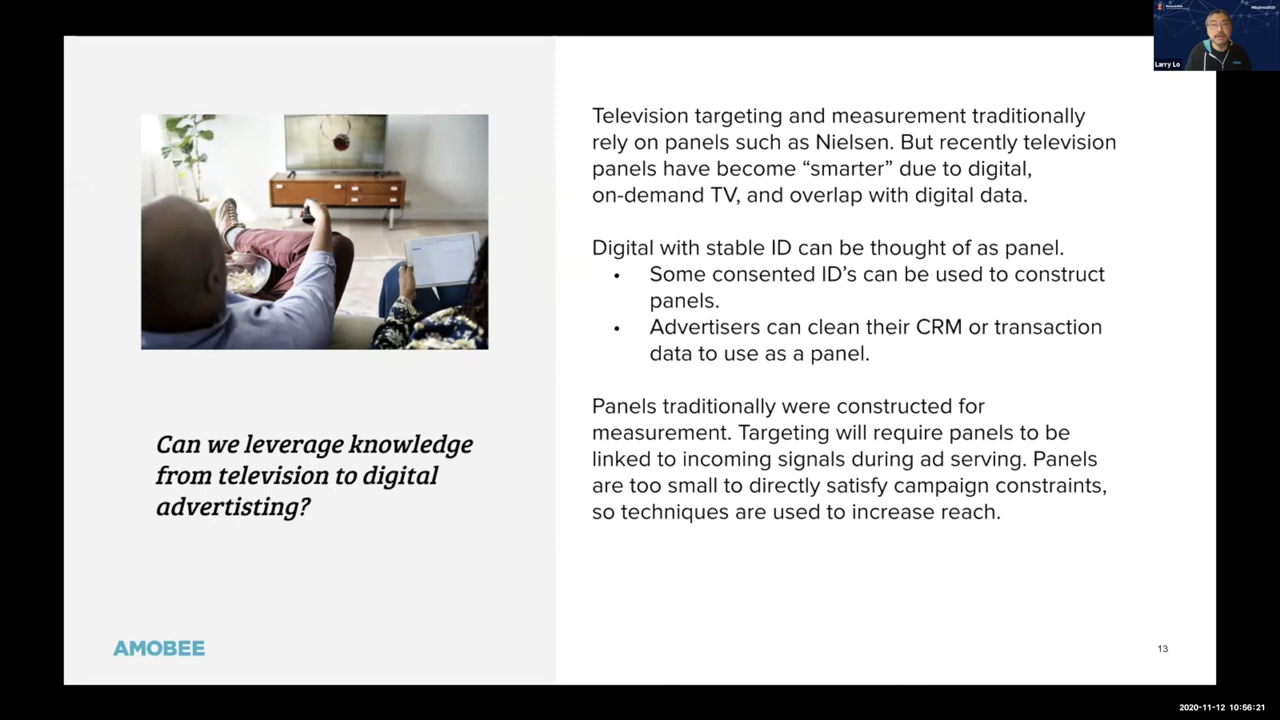 Larry Lo
Television targeting and measurement traditionally
rely on panels such as Nielsen. But recently television
panels have become “smarter” due to digital,
on-demand TV, and overlap with digital data.
Digital with stable ID can be thought of as panel.
• Some consented ID’s can be used to construct
panels.
• Advertisers can clean their CRM or transaction
data to use as a panel.
Panels traditionally were constructed for
measurement. Targeting will require panels to be
linked to incoming signals during ad serving. Panels
are too small to directly satisfy campaign constraints,
so techniques are used to increase reach.
Can we leverage knowledge
from television to digital
advertisting?
AMOBEE
13
2020-11-12 10:56:21